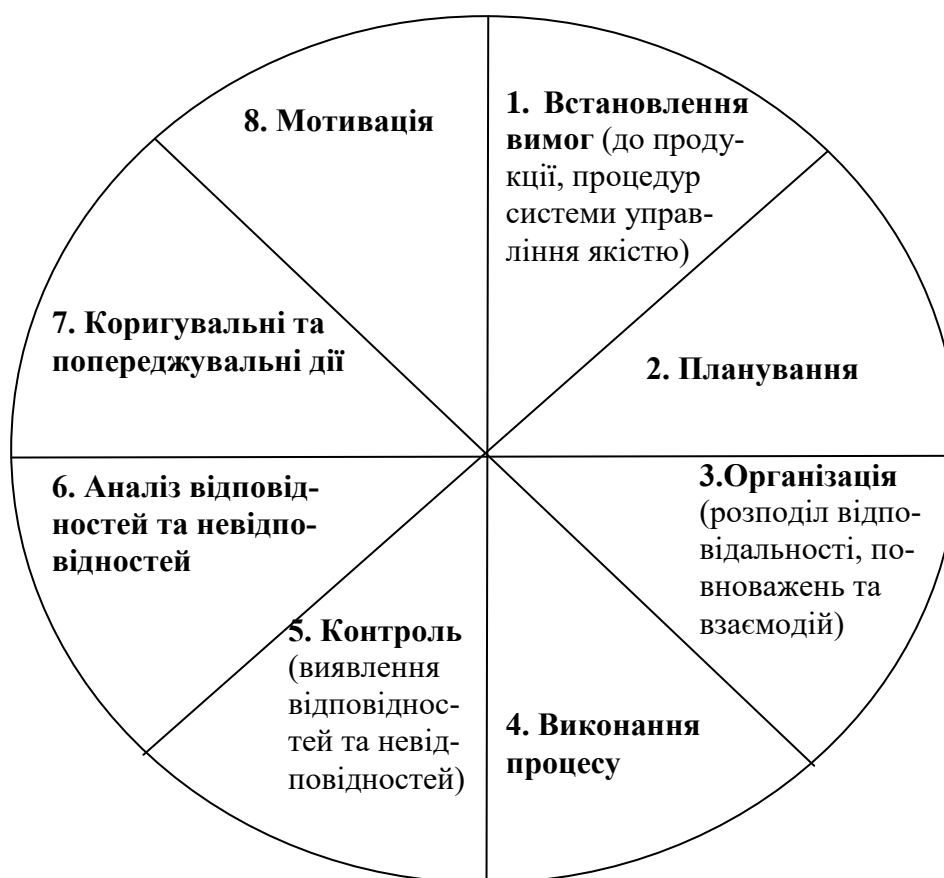 1. Встановлення
вимог (до проду-
кції, процедур
системи управ-
ління якістю)
2. Планування
3.Організація
(розподіл відпо-
відальності, по-
вноважень та
взаємодій)
4. Виконання
процесу
5. Контроль
(виявлення
відповіднос-
тей та невід-
повідностей)
6. Аналіз відповід-
ностей та невідпо-
відностей
7. Коригувальні та
попереджувальні дії
8. Мотивація